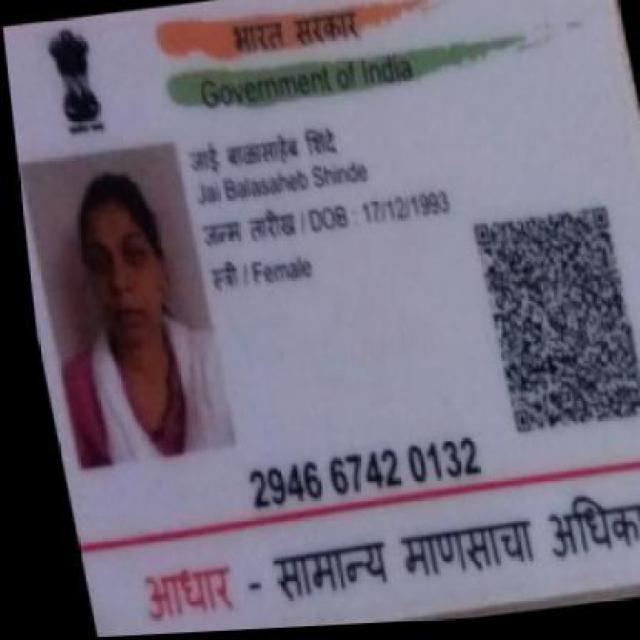 भारत सरकार
Government of India
जाई बाळासाहेब शिंदे
Jai Balasaheb Shinde
जन्म तारीख / DOB : 17/12/1993
स्त्री / Female
2946 6742 0132
आधार - सामान्य माणसाचा अधिका